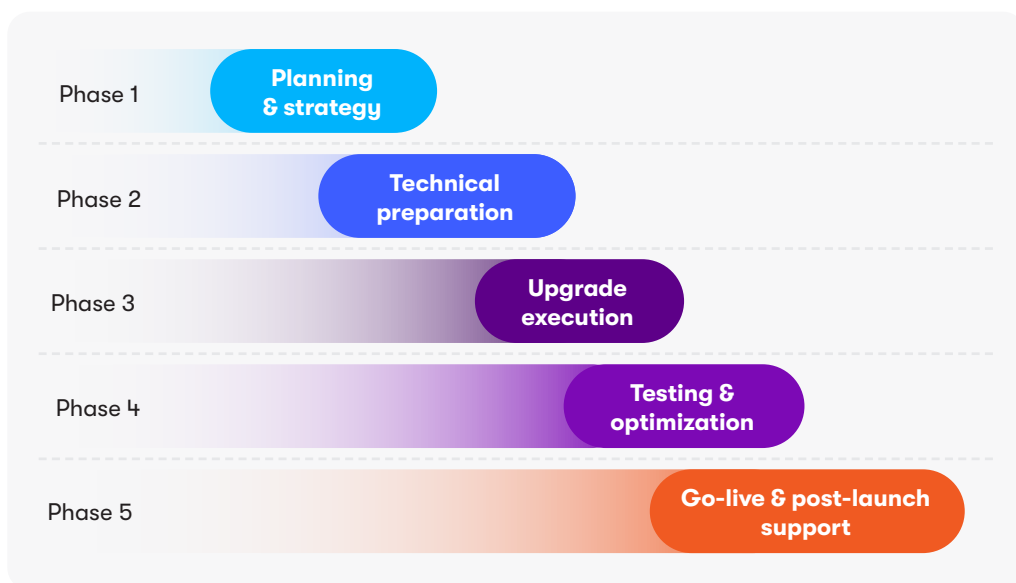 Phase 1
Planning
& strategy
Phase 2
Technical
preparation
Phase 3
Upgrade
execution
Phase 4
Testing &
optimization
Phase 5
Go-live & post-launch
support